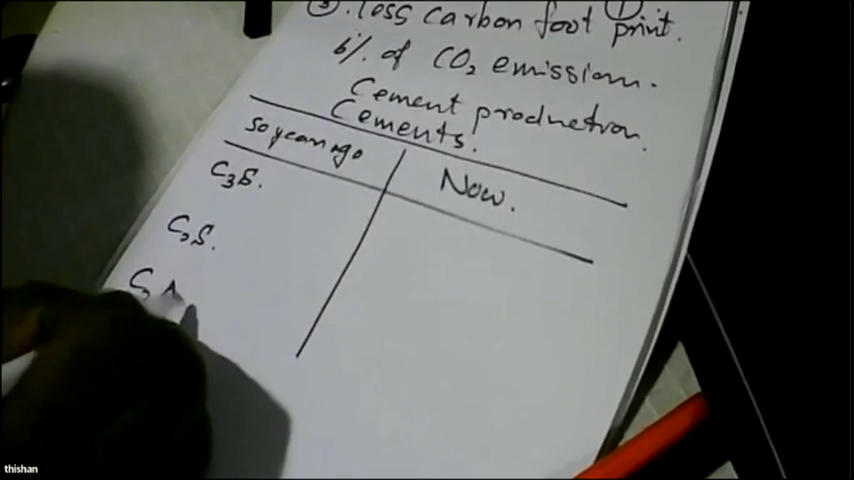 ③. less carbon foot print. ①
6% of CO₂ emission.
Cement production.
Cements.
50 years ago
Now.
C₃S.
C₂S.
C₃A
thishan